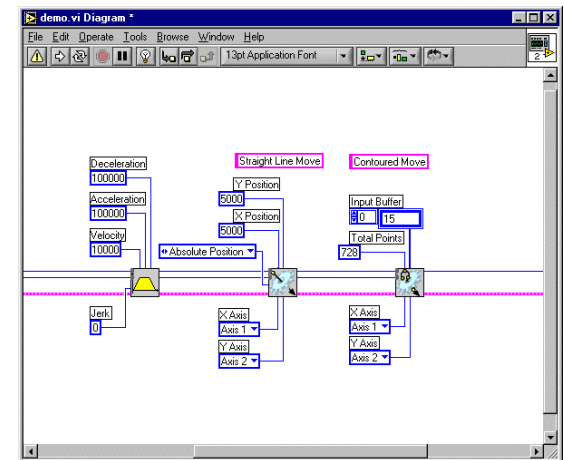 demo.vi Diagram *
File Edit Operate Tools Browse Window Help
13pt Application Font
2
Straight Line Move
Contoured Move
Deceleration
100000
Acceleration
100000
Velocity
10000
Jerk
0
Y Position
5000
X Position
5000
Absolute Position
X Axis
Axis 1
Y Axis
Axis 2
Input Buffer
0 15
Total Points
728
X Axis
Axis 1
Y Axis
Axis 2